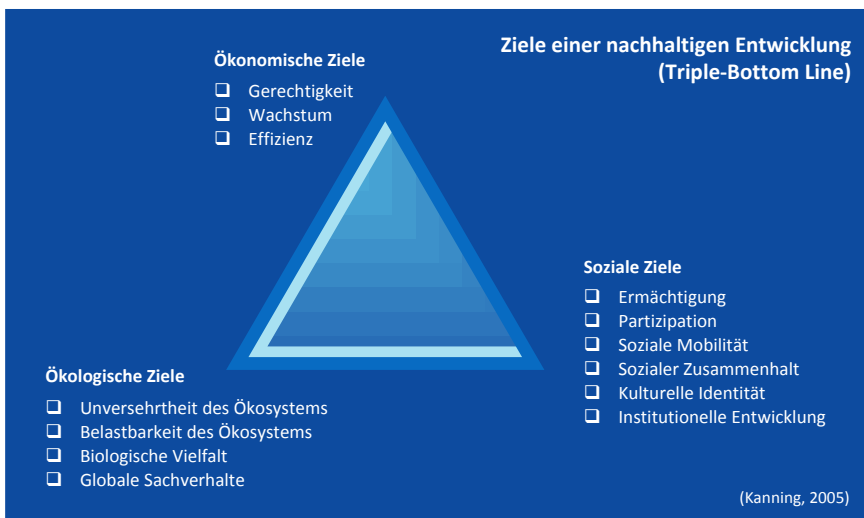 Ziele einer nachhaltigen Entwicklung
(Triple-Bottom Line)
Ökonomische Ziele
Gerechtigkeit
Wachstum
Effizienz
Soziale Ziele
Ermächtigung
Partizipation
Soziale Mobilität
Sozialer Zusammenhalt
Kulturelle Identität
Institutionelle Entwicklung
Ökologische Ziele
Unversehrtheit des Ökosystems
Belastbarkeit des Ökosystems
Biologische Vielfalt
Globale Sachverhalte
(Kanning, 2005)